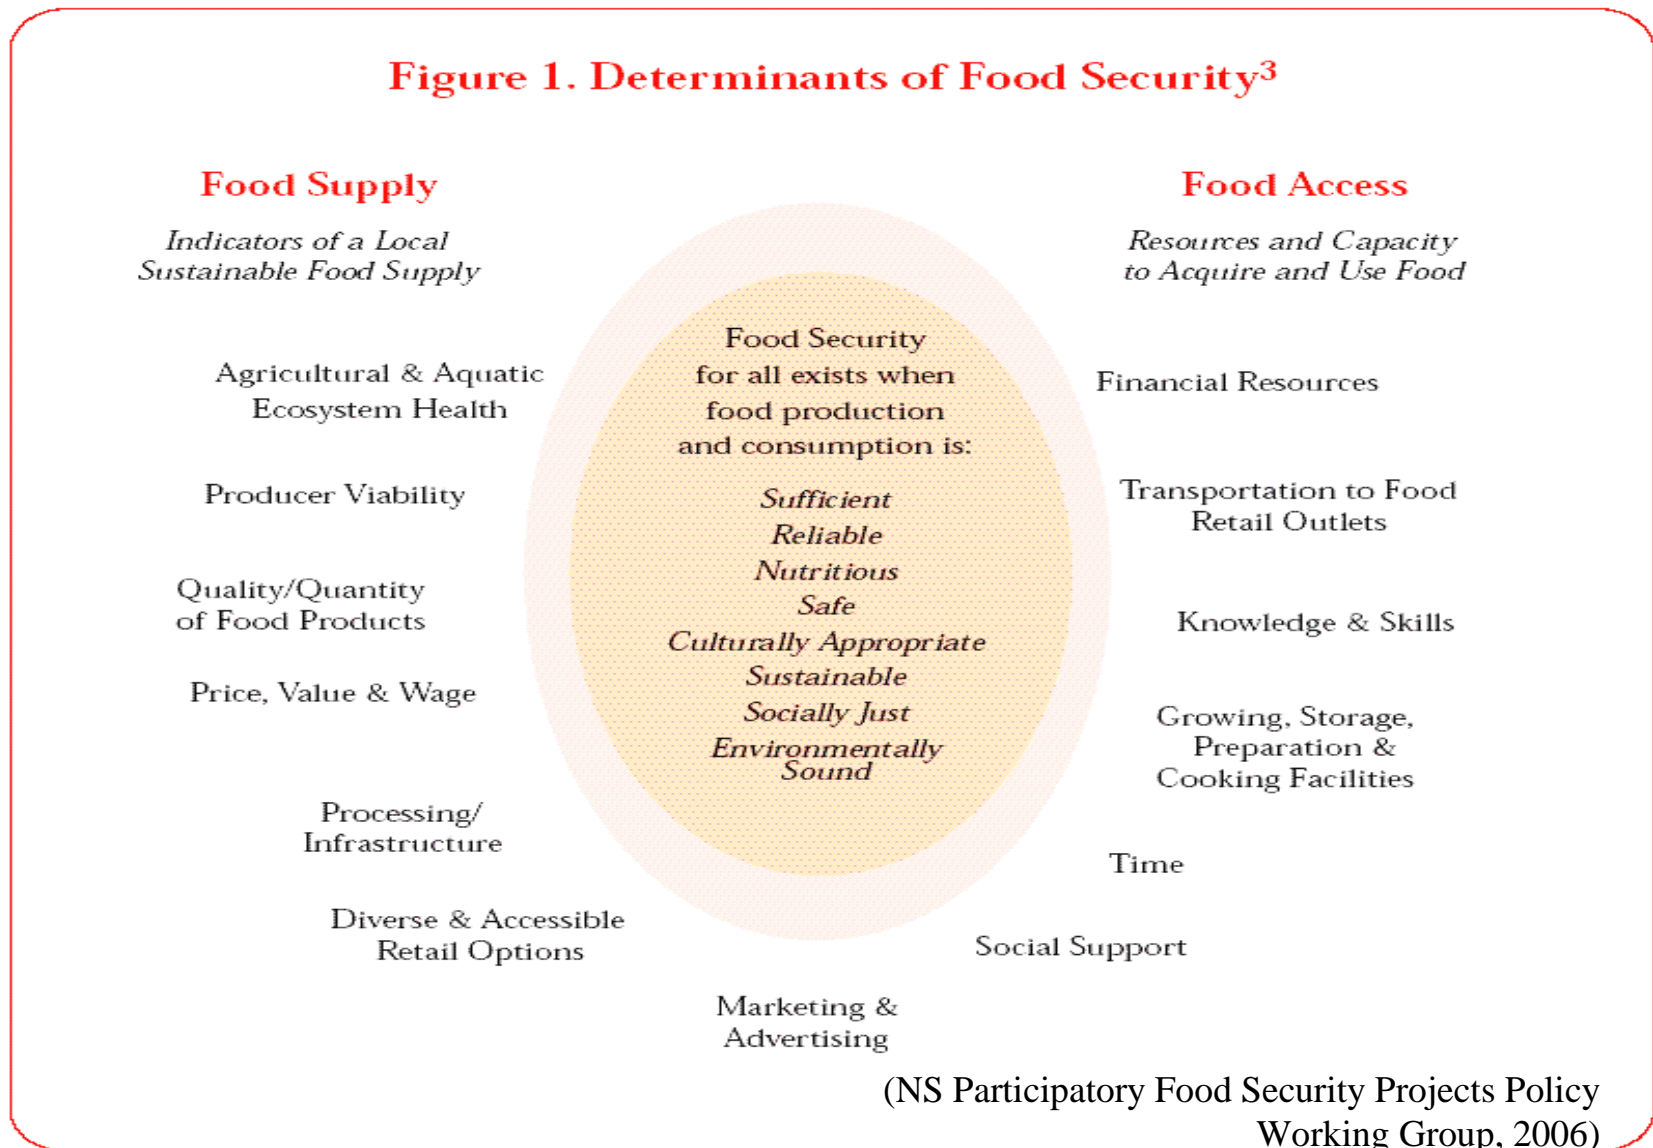 Figure 1. Determinants of Food Security³
Food Supply
Indicators of a Local
Sustainable Food Supply
Agricultural & Aquatic
Ecosystem Health
Producer Viability
Quality/Quantity
of Food Products
Price, Value & Wage
Processing/
Infrastructure
Diverse & Accessible
Retail Options
Food Security
for all exists when
food production
and consumption is:
Sufficient
Reliable
Nutritious
Safe
Culturally Appropriate
Sustainable
Socially Just
Environmentally
Sound
Marketing &
Advertising
Food Access
Resources and Capacity
to Acquire and Use Food
Financial Resources
Transportation to Food
Retail Outlets
Knowledge & Skills
Growing, Storage,
Preparation &
Cooking Facilities
Time
Social Support
(NS Participatory Food Security Projects Policy
Working Group, 2006)